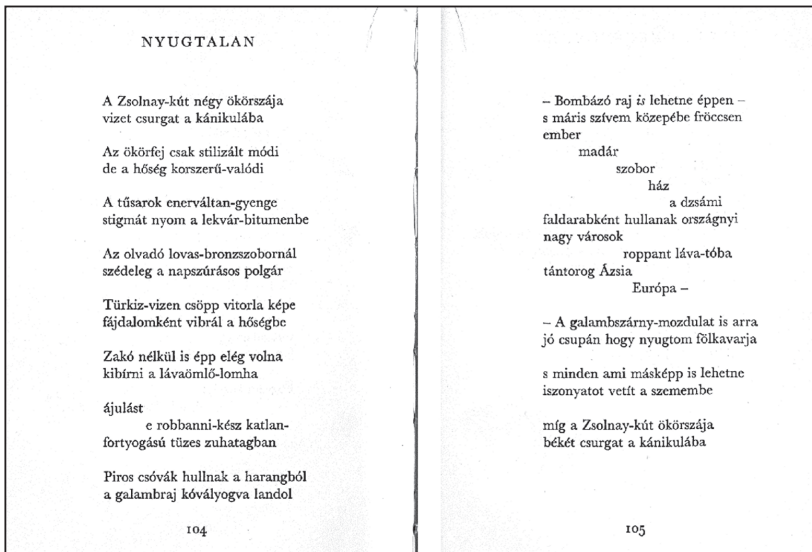 NYUGTALAN
A Zsolnay-kút négy ökörszája
vizet csurgat a kánikulába
Az ökörfej csak stilizált módi
de a hőség korszerű-valódi
A tűsarok enerváltan-gyenge
stigmát nyom a lekvár-bitumenbe
Az olvadó lovas-bronzszobornál
szédeleg a napszúrásos polgár
Türkiz-vizen csöpp vitorla képe
fájdalomként vibrál a hőségbe
Zakó nélkül is épp elég volna
kibírni a lávaömlő-lomha
ájulást
e robbanni-kész katlan-
fortyogású tüzes zuhatagban
Piros csóvák hullnak a harangból
a galambraj kóvályogva landol
104
– Bombázó raj is lehetne éppen –
s máris szívem közepébe fröccsen
ember
madár
szobor
ház
a dzsámi
faldarabként hullanak országnyi
nagy városok
roppant láva-tóba
tántorog Ázsia
Európa –
– A galambszárny-mozdulat is arra
jó csupán hogy nyugtom fölkavarja
s minden ami másképp is lehetne
iszonyatot vetít a szemembe
míg a Zsolnay-kút ökörszája
békét csurgat a kánikulába
105